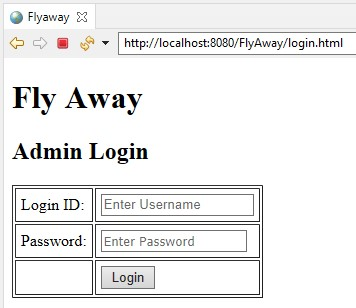 Flyaway
http://localhost:8080/FlyAway/login.html
Fly Away
Admin Login
Login ID: Enter Username
Password: Enter Password
Login